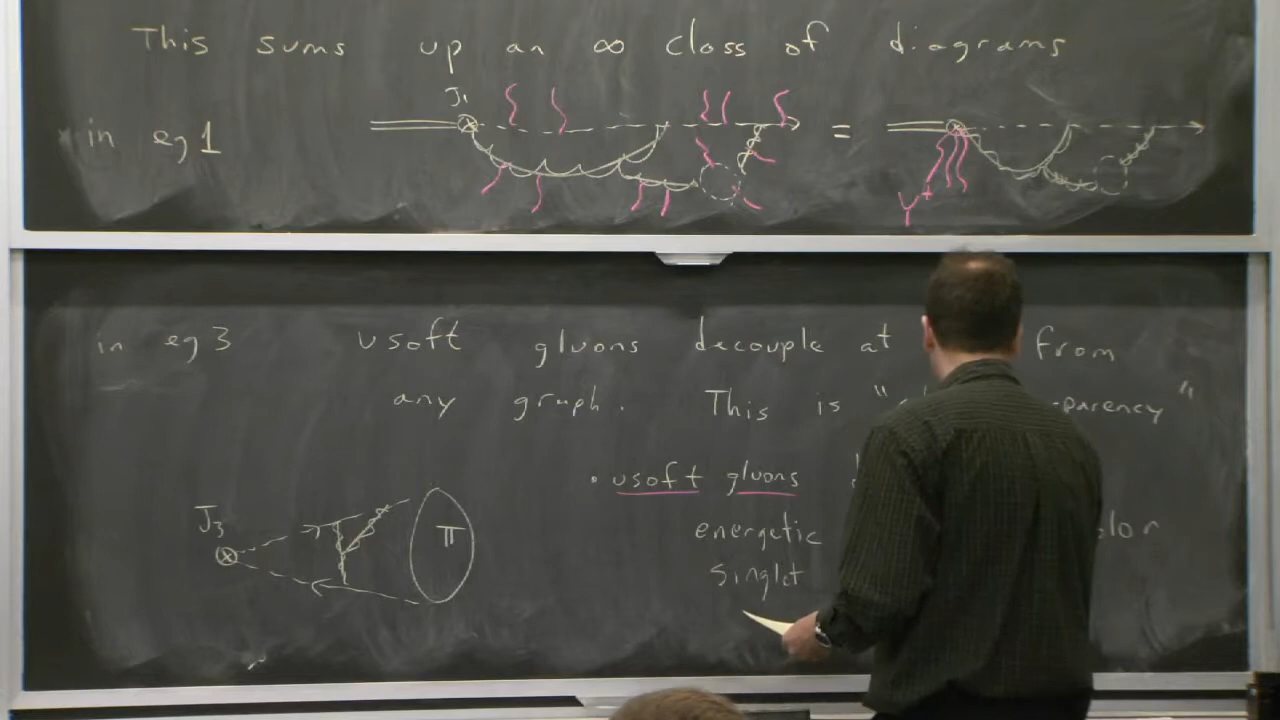 This sums up an ∞ class of diagrams
in eg 1
J1
=
Y†
in eg 3 usoft gluons decouple at from
any graph. This is " parency"
• usoft gluons
energetic
singlet
J3
π